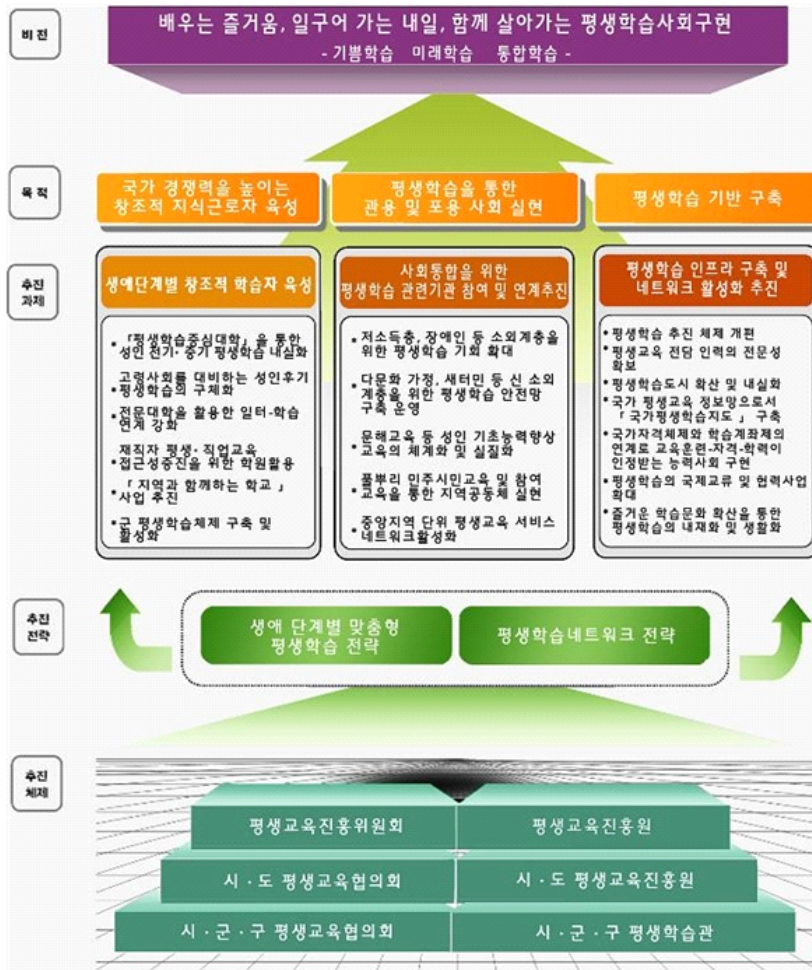 비 전
배우는 즐거움, 일구어 가는 내일, 함께 살아가는 평생학습사회구현
- 기쁨학습 미래학습 통합학습 -
목 적
국가 경쟁력을 높이는
창조적 지식근로자 육성
평생학습을 통한
관용 및 포용 사회 실현
평생학습 기반 구축
추진
과제
생애단계별 창조적 학습자 육성
• 「평생학습중심대학」을 통한
성인 전기·중기 평생학습 내실화
• 고령사회를 대비하는 성인후기
평생학습의 구체화
• 전문대학을 활용한 일터-학습
연계 강화
• 재직자 평생·직업교육
접근성증진을 위한 학원활용
• 「지역과 함께하는 학교」
사업 추진
• 군 평생학습체제 구축 및
활성화
사회통합을 위한
평생학습 관련기관 참여 및 연계추진
• 저소득층, 장애인 등 소외계층을
위한 평생학습 기회 확대
• 다문화 가정, 새터민 등 신 소외
계층을 위한 평생학습 안전망
구축 운영
• 문해교육 등 성인 기초능력향상
교육의 체계화 및 실질화
• 풀뿌리 민주시민교육 및 참여
교육을 통한 지역공동체 실현
• 중앙지역 단위 평생교육 서비스
네트워크활성화
평생학습 인프라 구축 및
네트워크 활성화 추진
• 평생학습 추진 체제 개편
• 평생교육 전담 인력의 전문성
확보
• 평생학습도시 확산 및 내실화
• 국가 평생교육 정보망으로서
「국가평생학습지도」 구축
• 국가자격체제와 학습계좌제의
연계로 교육훈련-자격-학력이
인정받는 능력사회 구현
• 평생학습의 국제교류 및 협력사업
확대
• 즐거운 학습문화 확산을 통한
평생학습의 내재화 및 생활화
추진
전략
생애 단계별 맞춤형
평생학습 전략
평생학습네트워크 전략
추진
체제
평생교육진흥위원회
평생교육진흥원
시·도 평생교육협의회
시·도 평생교육진흥원
시·군·구 평생교육협의회
시·군·구 평생학습관